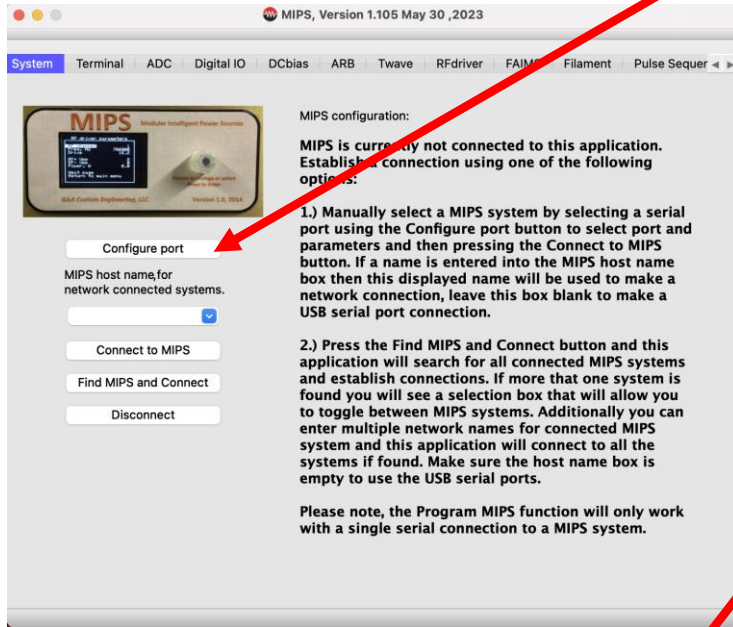 MIPS, Version 1.105 May 30 ,2023
System Terminal ADC Digital IO DCbias ARB Twave RFdriver FAIMS Filament Pulse Sequer
MIPS Modular Intelligent Power Sources
RF driver parameters
Return to main menu
GAA Custom Engineering, LLC Version 1.0, 2014
Configure port
MIPS host name,for
network connected systems.
Connect to MIPS
Find MIPS and Connect
Disconnect
MIPS configuration:
MIPS is currently not connected to this application.
Establish a connection using one of the following
options:
1.) Manually select a MIPS system by selecting a serial
port using the Configure port button to select port and
parameters and then pressing the Connect to MIPS
button. If a name is entered into the MIPS host name
box then this displayed name will be used to make a
network connection, leave this box blank to make a
USB serial port connection.
2.) Press the Find MIPS and Connect button and this
application will search for all connected MIPS systems
and establish connections. If more that one system is
found you will see a selection box that will allow you
to toggle between MIPS systems. Additionally you can
enter multiple network names for connected MIPS
system and this application will connect to all the
systems if found. Make sure the host name box is
empty to use the USB serial ports.
Please note, the Program MIPS function will only work
with a single serial connection to a MIPS system.